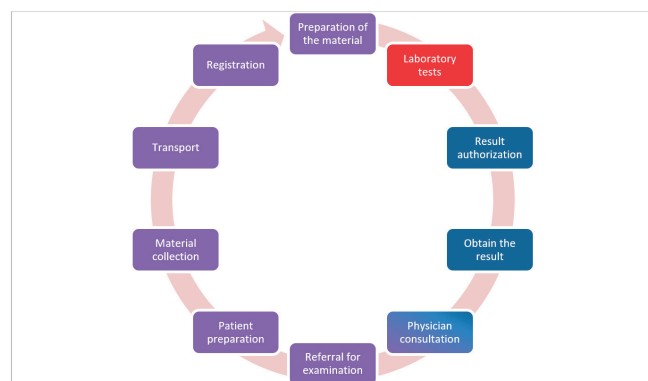 Preparation of
the material
Laboratory
tests
Result
authorization
Obtain the
result
Physician
consultation
Referral for
examination
Patient
preparation
Material
collection
Transport
Registration